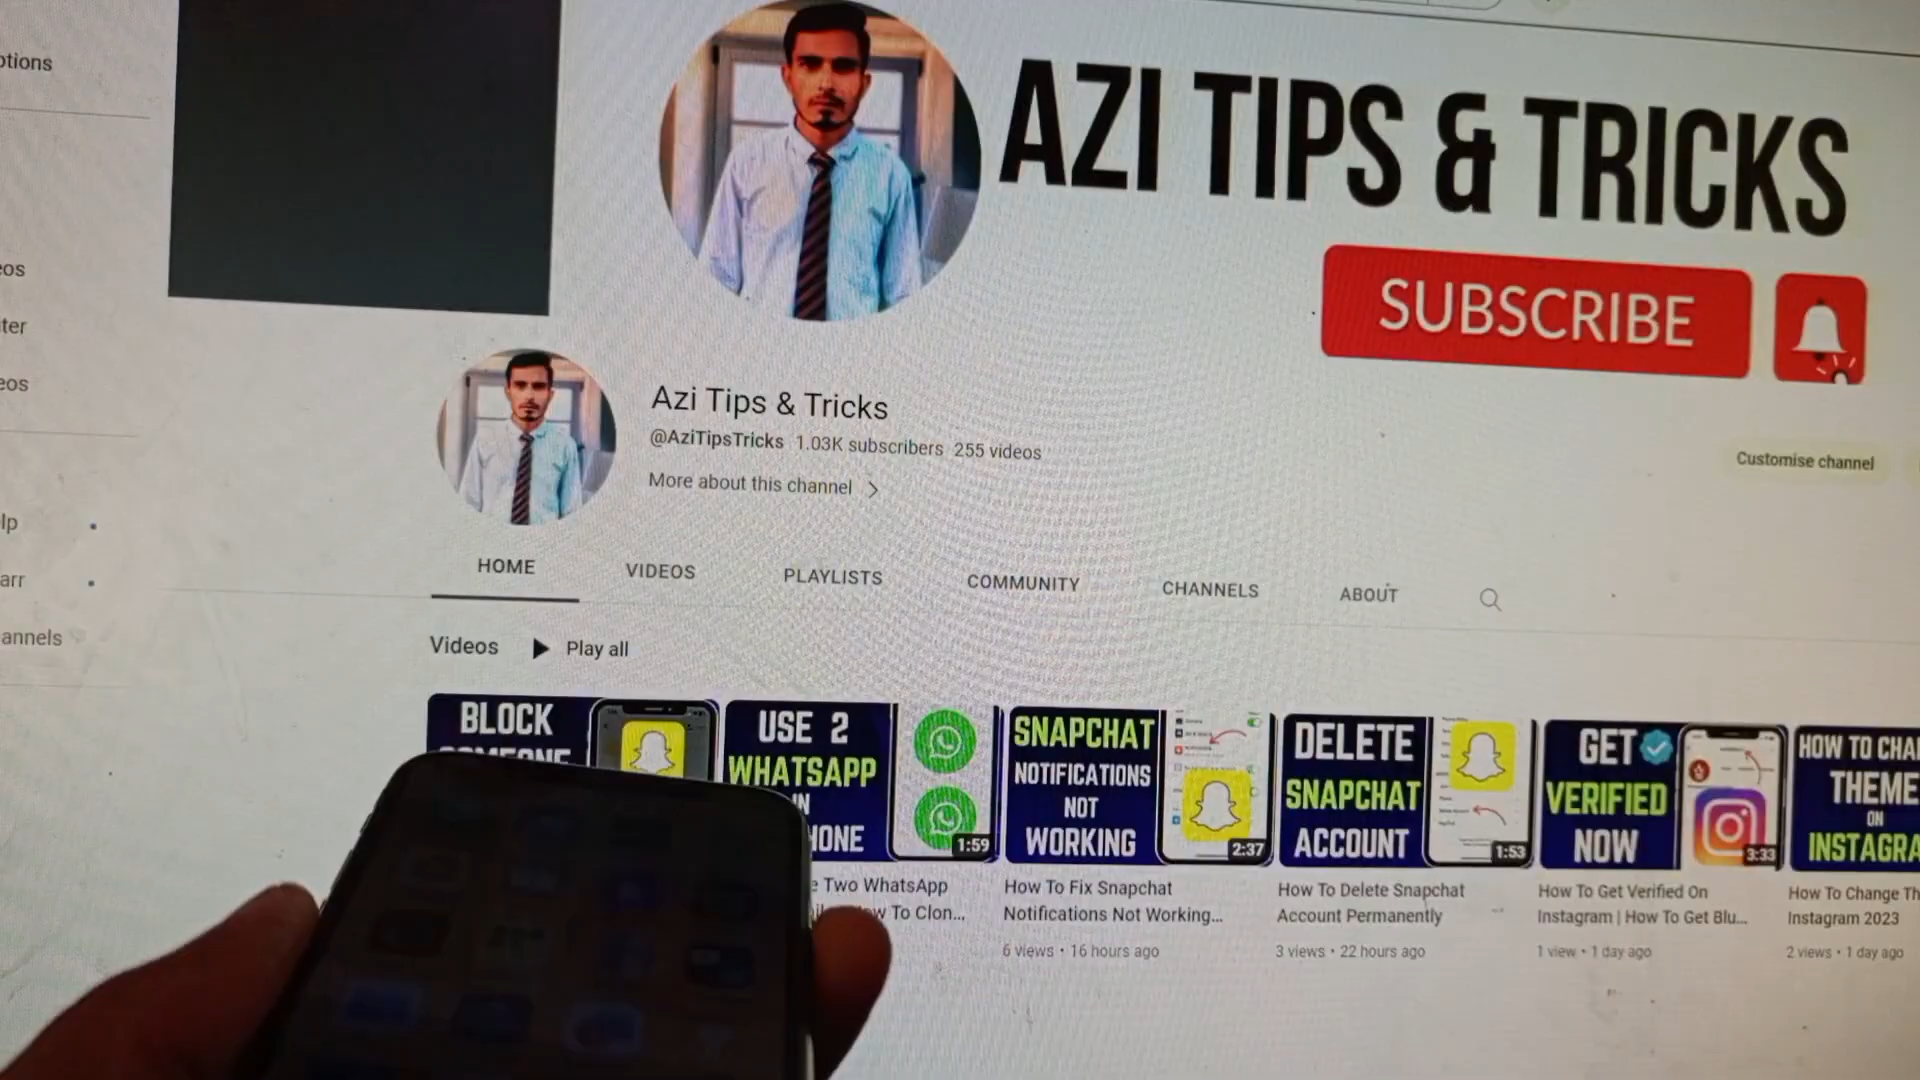 AZI TIPS & TRICKS
SUBSCRIBE
Azi Tips & Tricks
@AziTipsTricks 1.03K subscribers 255 videos
More about this channel
Customise channel
HOME VIDEOS PLAYLISTS COMMUNITY CHANNELS ABOUT
Videos Play all
BLOCK
USE 2
WHATSAPP
IN
1:59
SNAPCHAT
NOTIFICATIONS
NOT
WORKING
2:37
DELETE
SNAPCHAT
ACCOUNT
1:53
GET
VERIFIED
NOW
3:33
HOW TO CHA
THEME
ON
INSTAGRA
Two WhatsApp
To Clon...
How To Fix Snapchat
Notifications Not Working...
6 views • 16 hours ago
How To Delete Snapchat
Account Permanently
3 views • 22 hours ago
How To Get Verified On
Instagram | How To Get Blu...
1 view • 1 day ago
How To Change Th
Instagram 2023
2 views • 1 day ago
ptions
eos
ter
eos
lp
arr
annels